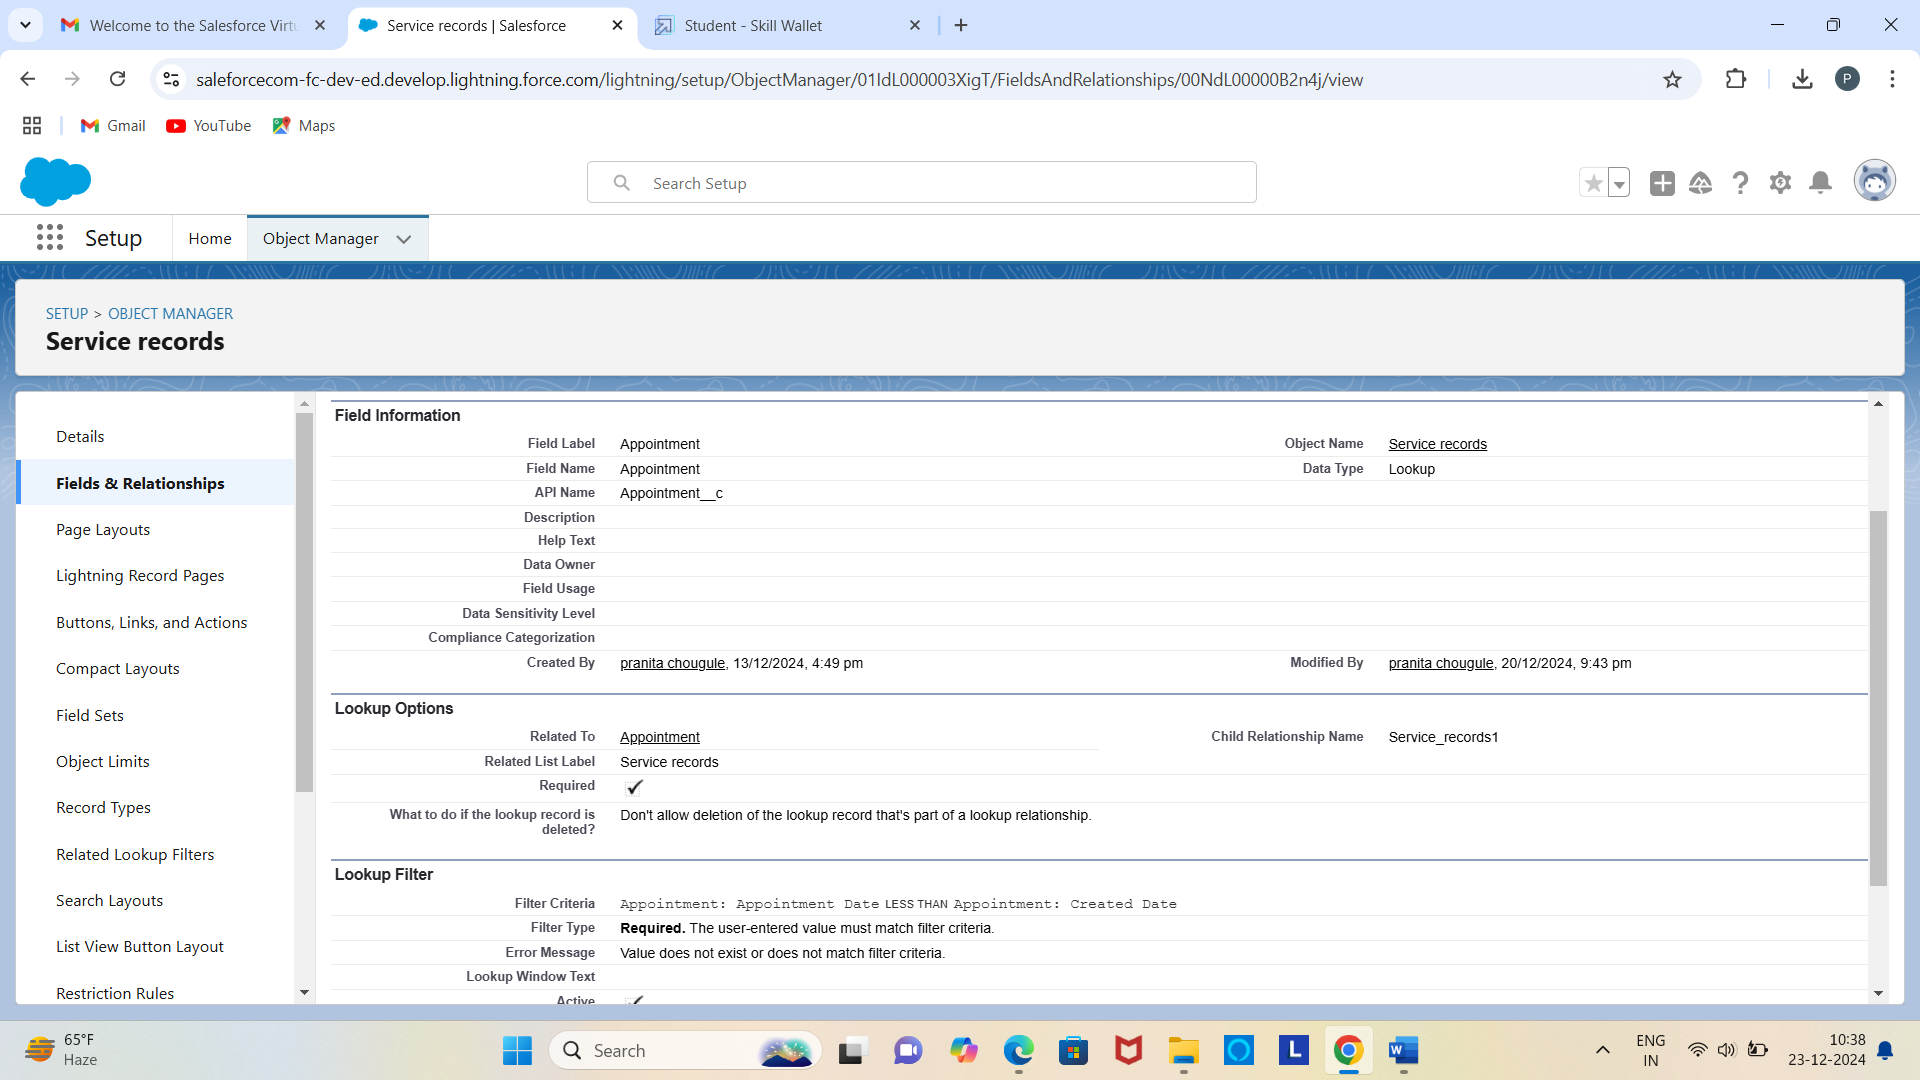 Welcome to the Salesforce Virtu
Service records | Salesforce
Student - Skill Wallet
saleforcecom-fc-dev-ed.develop.lightning.force.com/lightning/setup/ObjectManager/01IdL000003XigT/FieldsAndRelationships/00NdL00000B2n4j/view
P
Gmail
YouTube
Maps
Search Setup
Setup
Home
Object Manager
SETUP > OBJECT MANAGER
Service records
Details
Fields & Relationships
Page Layouts
Lightning Record Pages
Buttons, Links, and Actions
Compact Layouts
Field Sets
Object Limits
Record Types
Related Lookup Filters
Search Layouts
List View Button Layout
Restriction Rules
Field Information
Field Label Appointment Object Name Service records
Field Name Appointment Data Type Lookup
API Name Appointment__c
Description
Help Text
Data Owner
Field Usage
Data Sensitivity Level
Compliance Categorization
Created By pranita chougule, 13/12/2024, 4:49 pm Modified By pranita chougule, 20/12/2024, 9:43 pm
Lookup Options
Related To Appointment Child Relationship Name Service_records1
Related List Label Service records
Required
What to do if the lookup record is deleted? Don't allow deletion of the lookup record that's part of a lookup relationship.
Lookup Filter
Filter Criteria Appointment: Appointment Date LESS THAN Appointment: Created Date
Filter Type Required. The user-entered value must match filter criteria.
Error Message Value does not exist or does not match filter criteria.
Lookup Window Text
Active
65°F
Haze
Search
L
W
ENG
IN
10:38
23-12-2024